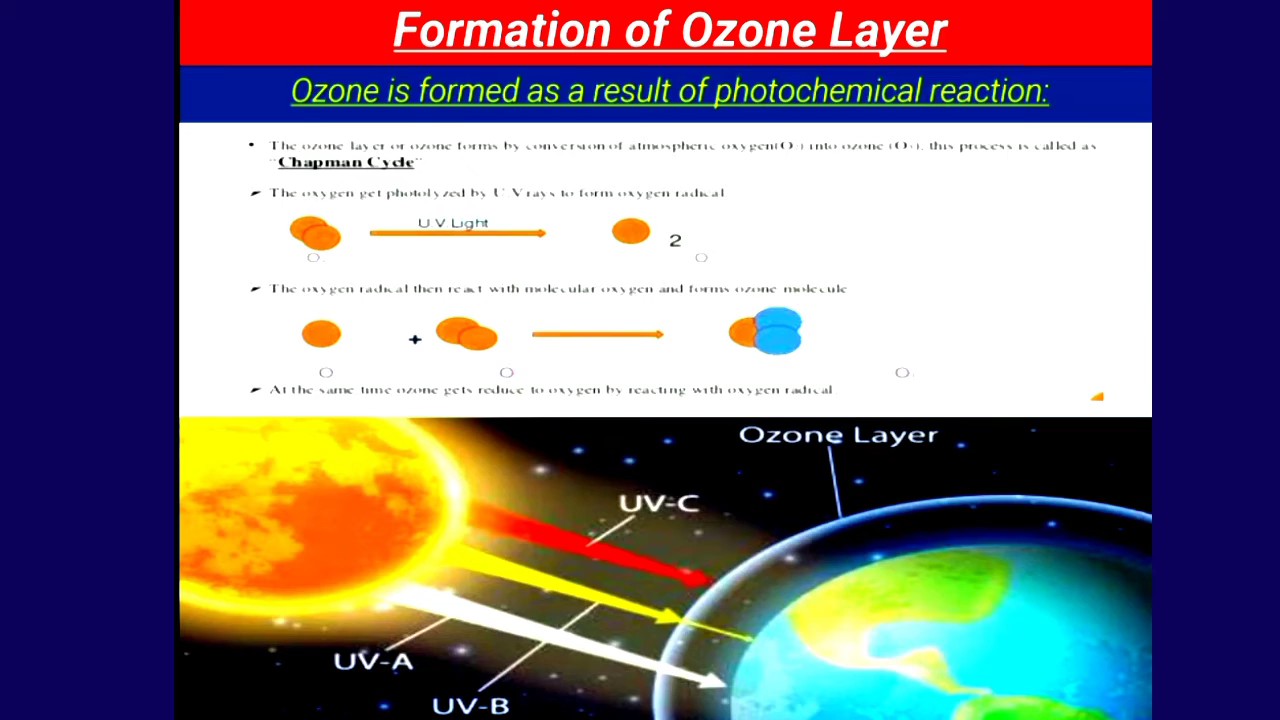 Formation of Ozone Layer
Ozone is formed as a result of photochemical reaction:
• The ozone layer or ozone forms by conversion of atmospheric oxygen(O₂) into ozone (O₃), this process is called as
"Chapman Cycle"
➢ The oxygen get photolyzed by U.V rays to form oxygen radical
U V Light
2
O₂ O
➢ The oxygen radical then react with molecular oxygen and forms ozone molecule
+
O O₂ O₃
➢ At the same time ozone gets reduce to oxygen by reacting with oxygen radical
Ozone Layer
UV-C
UV-A
UV-B